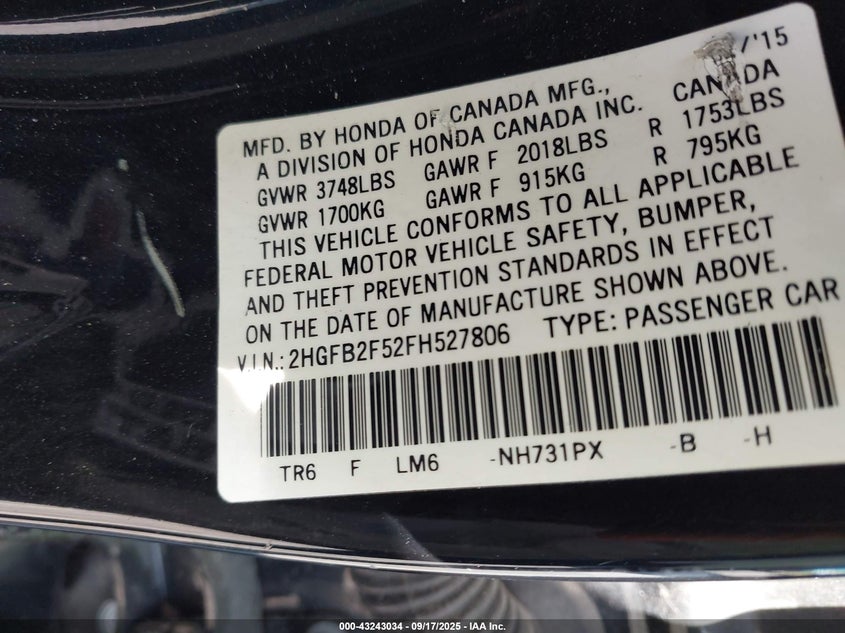 /'15
MFD. BY HONDA OF CANADA MFG.,
A DIVISION OF HONDA CANADA INC. CANADA
GVWR 3748LBS GAWR F 2018LBS R 1753LBS
GVWR 1700KG GAWR F 915KG R 795KG
THIS VEHICLE CONFORMS TO ALL APPLICABLE
FEDERAL MOTOR VEHICLE SAFETY, BUMPER,
AND THEFT PREVENTION STANDARDS IN EFFECT
ON THE DATE OF MANUFACTURE SHOWN ABOVE.
V.I.N.: 2HGFB2F52FH527806 TYPE: PASSENGER CAR
TR6 F LM6 -NH731PX -B -H
000-43243034 - 09/17/2025 - IAA Inc.